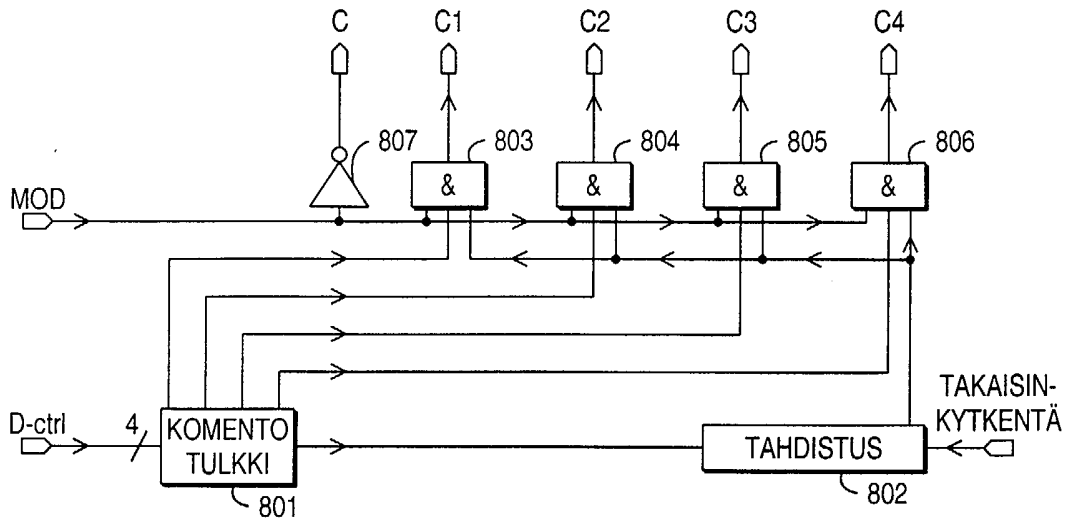 C C1 C2 C3 C4
807 803 804 805 806
& & & &
MOD
TAKAISIN-
KYTKENTÄ
D-ctrl 4
KOMENTO
TULKKI
TAHDISTUS
801
802